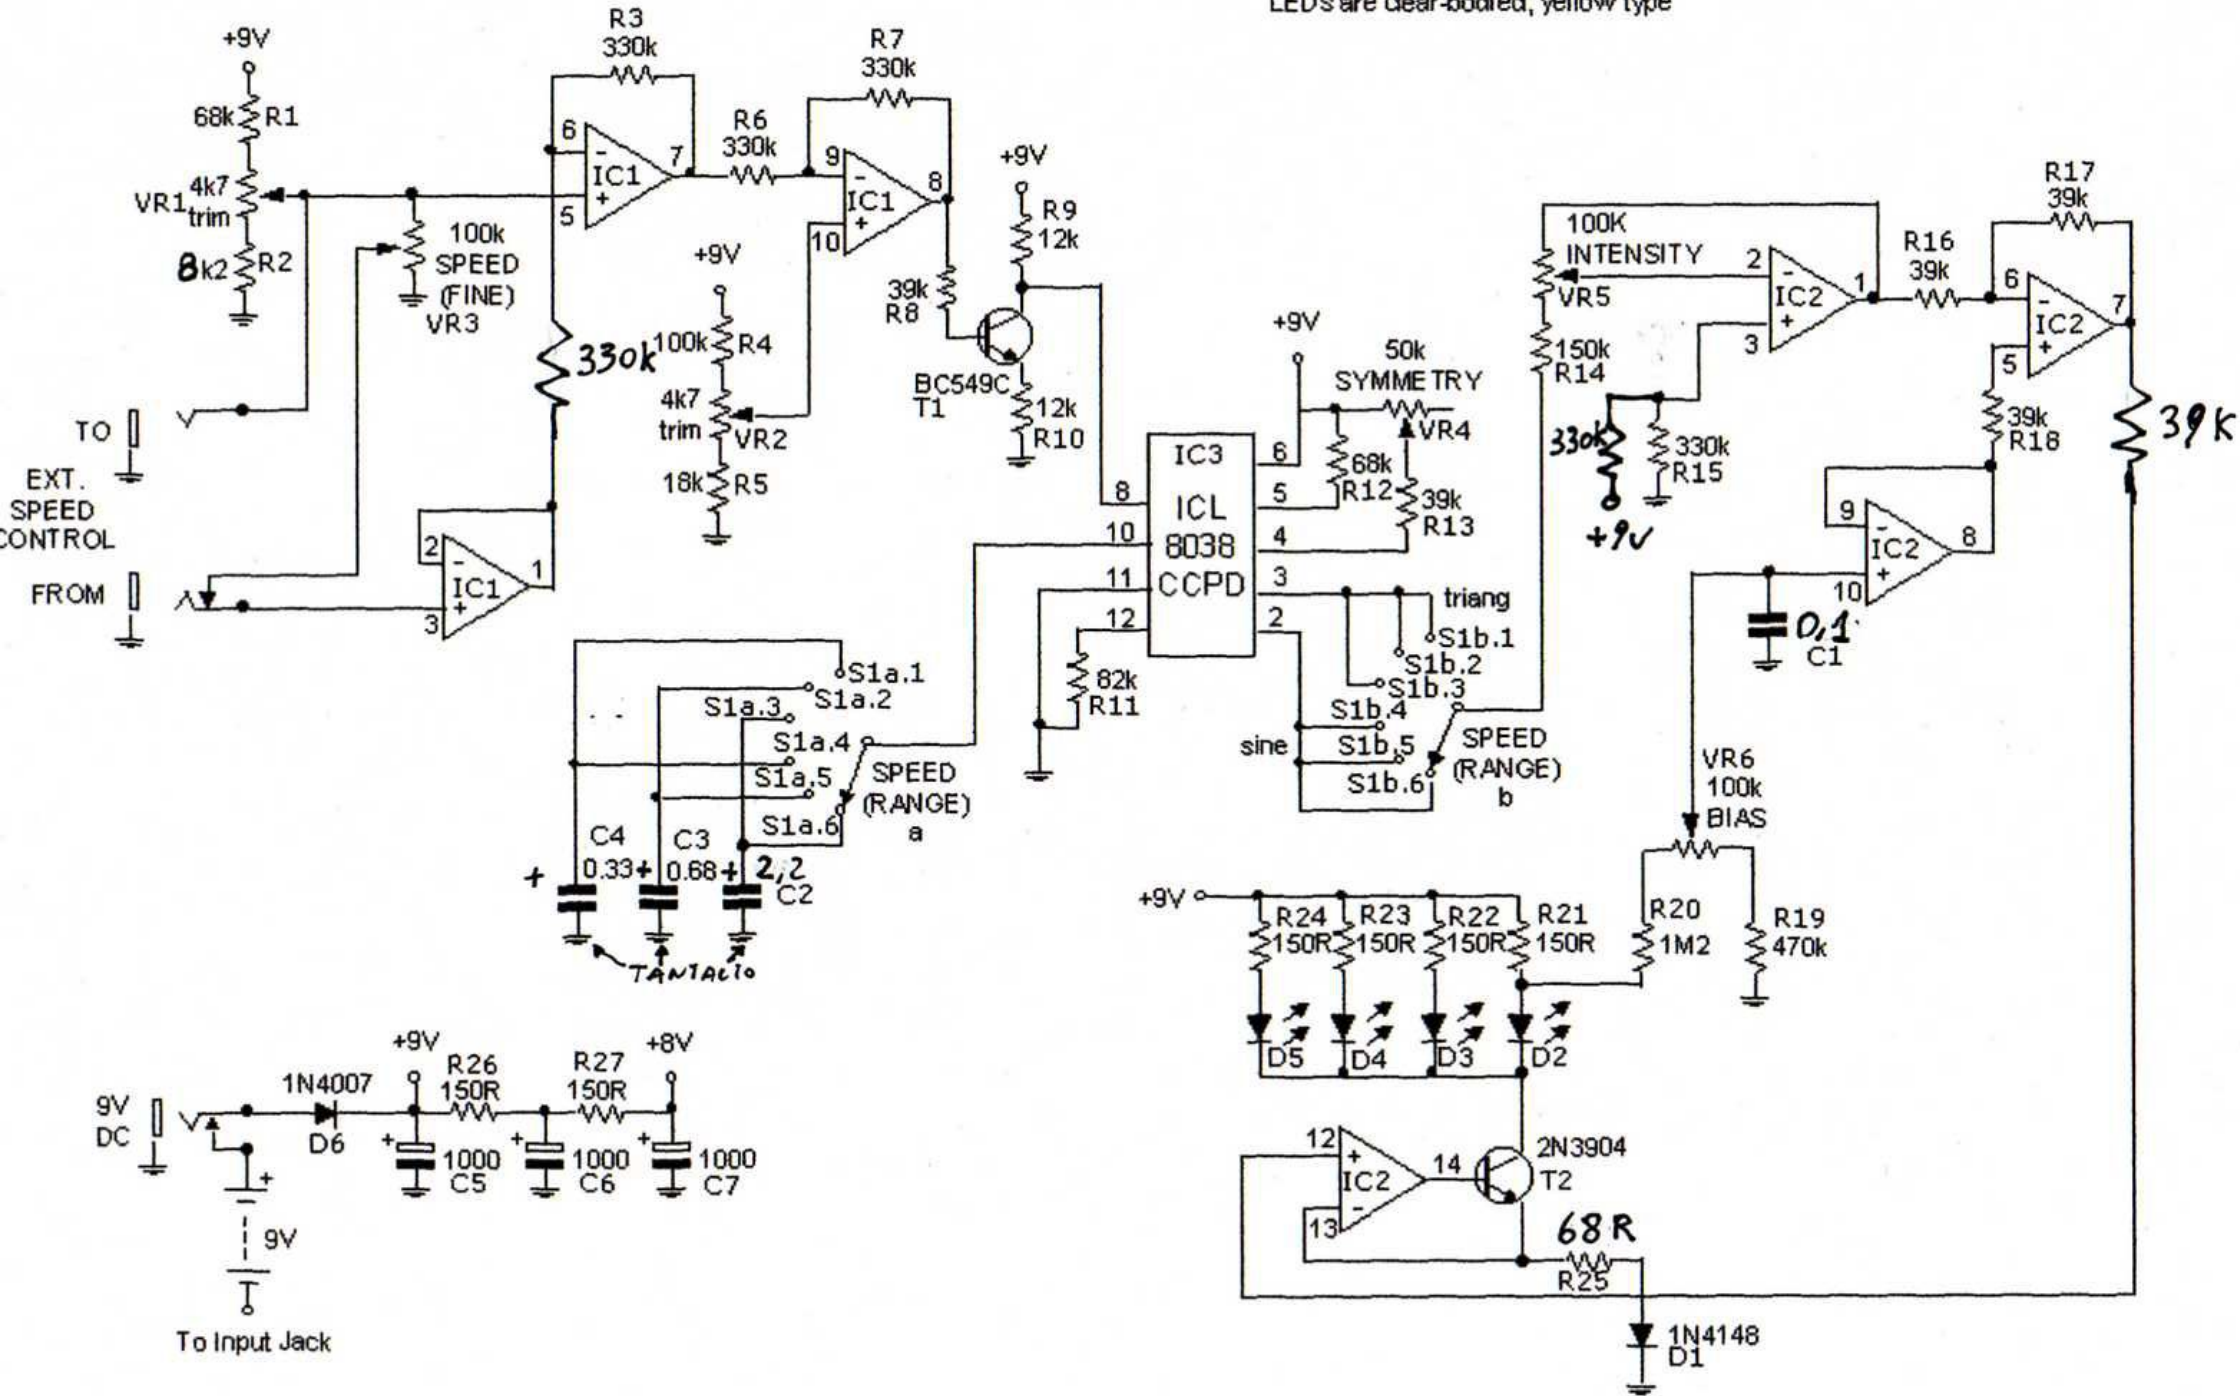 LEDs are clear-bodied, yellow type
R3
330k
R7
330k
+9V
68k R1
4k7
VR1 trim
8k2 R2
100k
SPEED
(FINE)
VR3
6
-
IC1
7
+
5
R6
330k
9
-
IC1
8
+
10
+9V
R9
12k
39k
R8
BC549C
T1
12k
R10
+9V
100k R4
4k7
trim VR2
18k R5
330k
TO
EXT.
SPEED
CONTROL
FROM
2
-
IC1
1
+
3
+9V
50k
SYMMETRY
VR4
68k
R12
39k
R13
IC3
ICL
8038
CCPD
8
10
11
12
6
5
4
3
2
82k
R11
triang
S1b.1
S1b.2
S1b.3
S1b.4
S1b.5
S1b.6
sine
SPEED
(RANGE)
b
S1a.1
S1a.2
S1a.3
S1a.4
S1a.5
S1a.6
SPEED
(RANGE)
a
C4
+ 0.33
C3
+ 0.68
+ 2,2
C2
TANTALIO
100K
INTENSITY
VR5
150k
R14
2
-
IC2
1
+
3
330k
+9V
330k
R15
R16
39k
R17
39k
6
-
IC2
7
+
5
39k
R18
39K
9
-
IC2
8
+
10
0,1
C1
VR6
100k
BIAS
R20
1M2
R19
470k
+9V
R24
150R
R23
150R
R22
150R
R21
150R
D5
D4
D3
D2
12
+
IC2
14
-
13
2N3904
T2
68R
R25
1N4148
D1
9V
DC
1N4007
D6
+9V
R26
150R
R27
150R
+8V
+
1000
C5
+
1000
C6
+
1000
C7
+
9V
To Input Jack